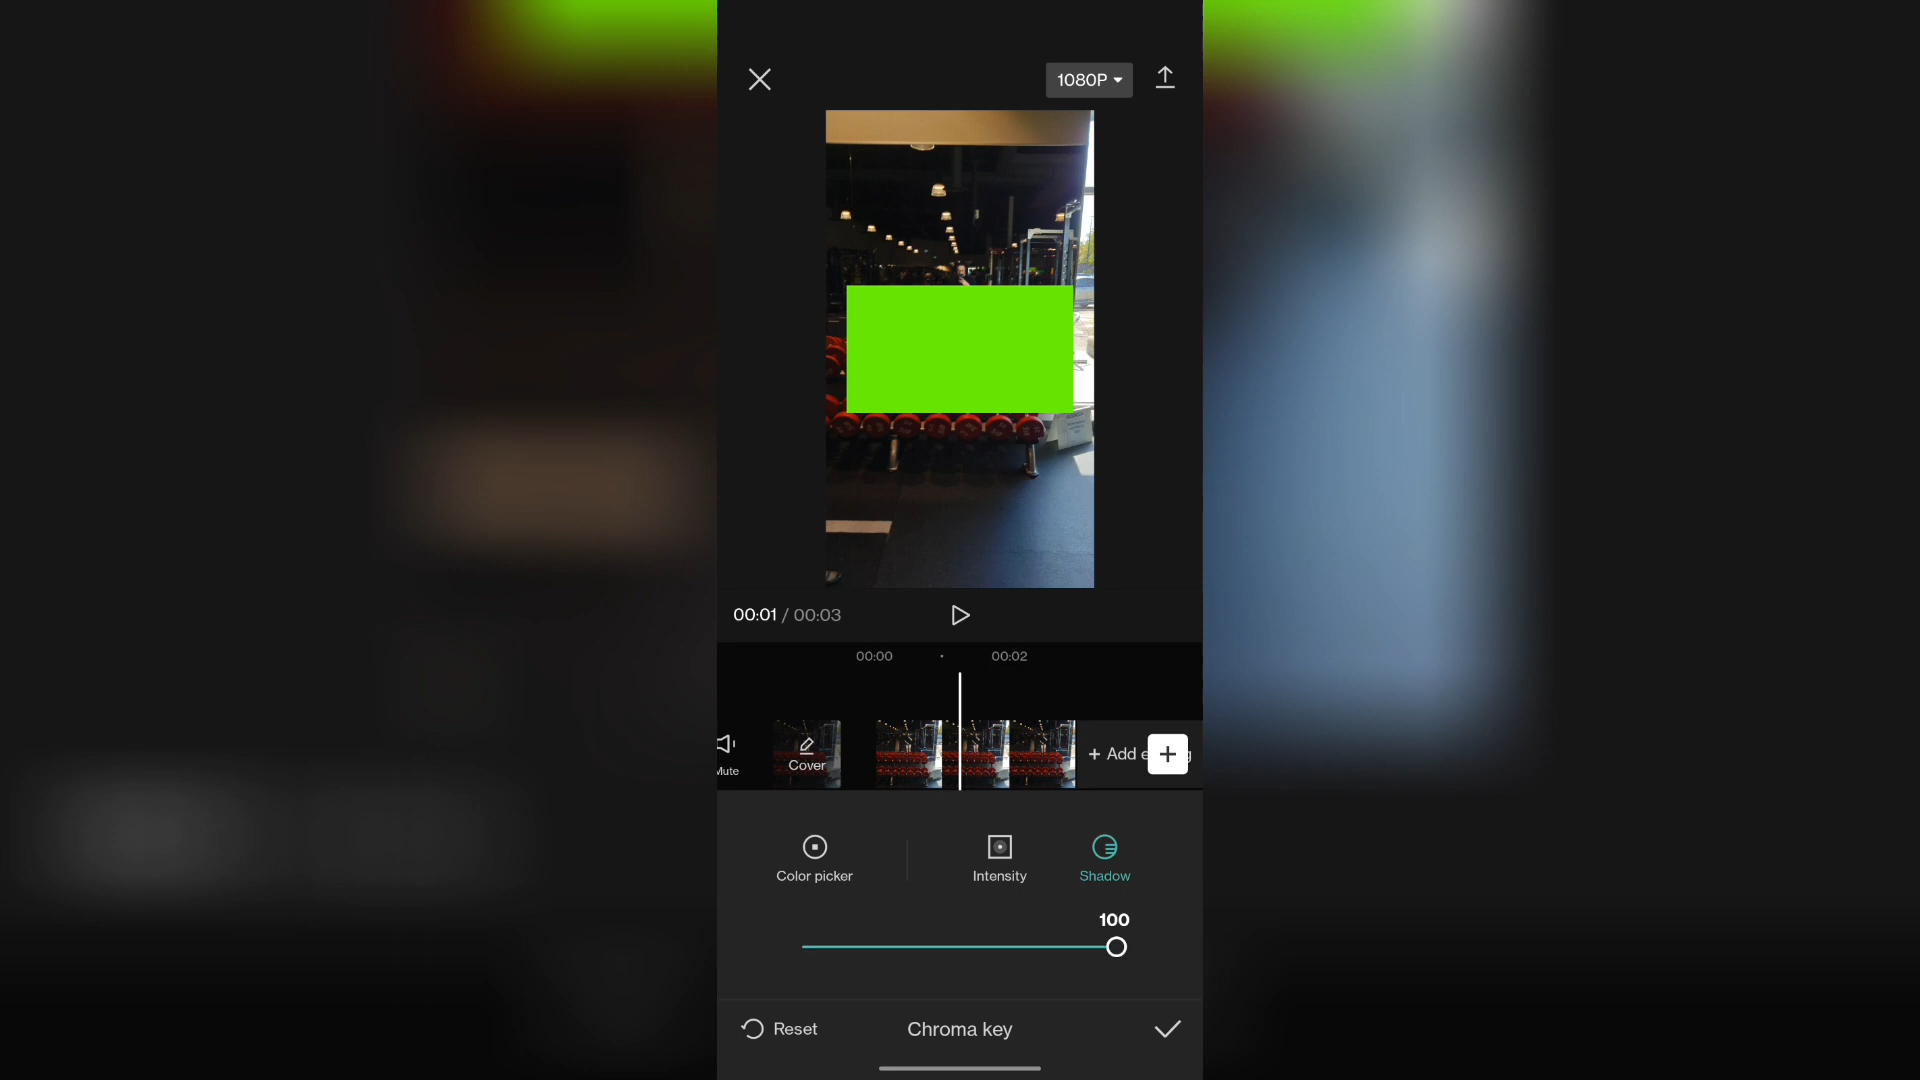 1080P
00:01 / 00:03
00:00
00:02
Mute
Cover
+ Add e
Color picker
Intensity
Shadow
100
Reset
Chroma key